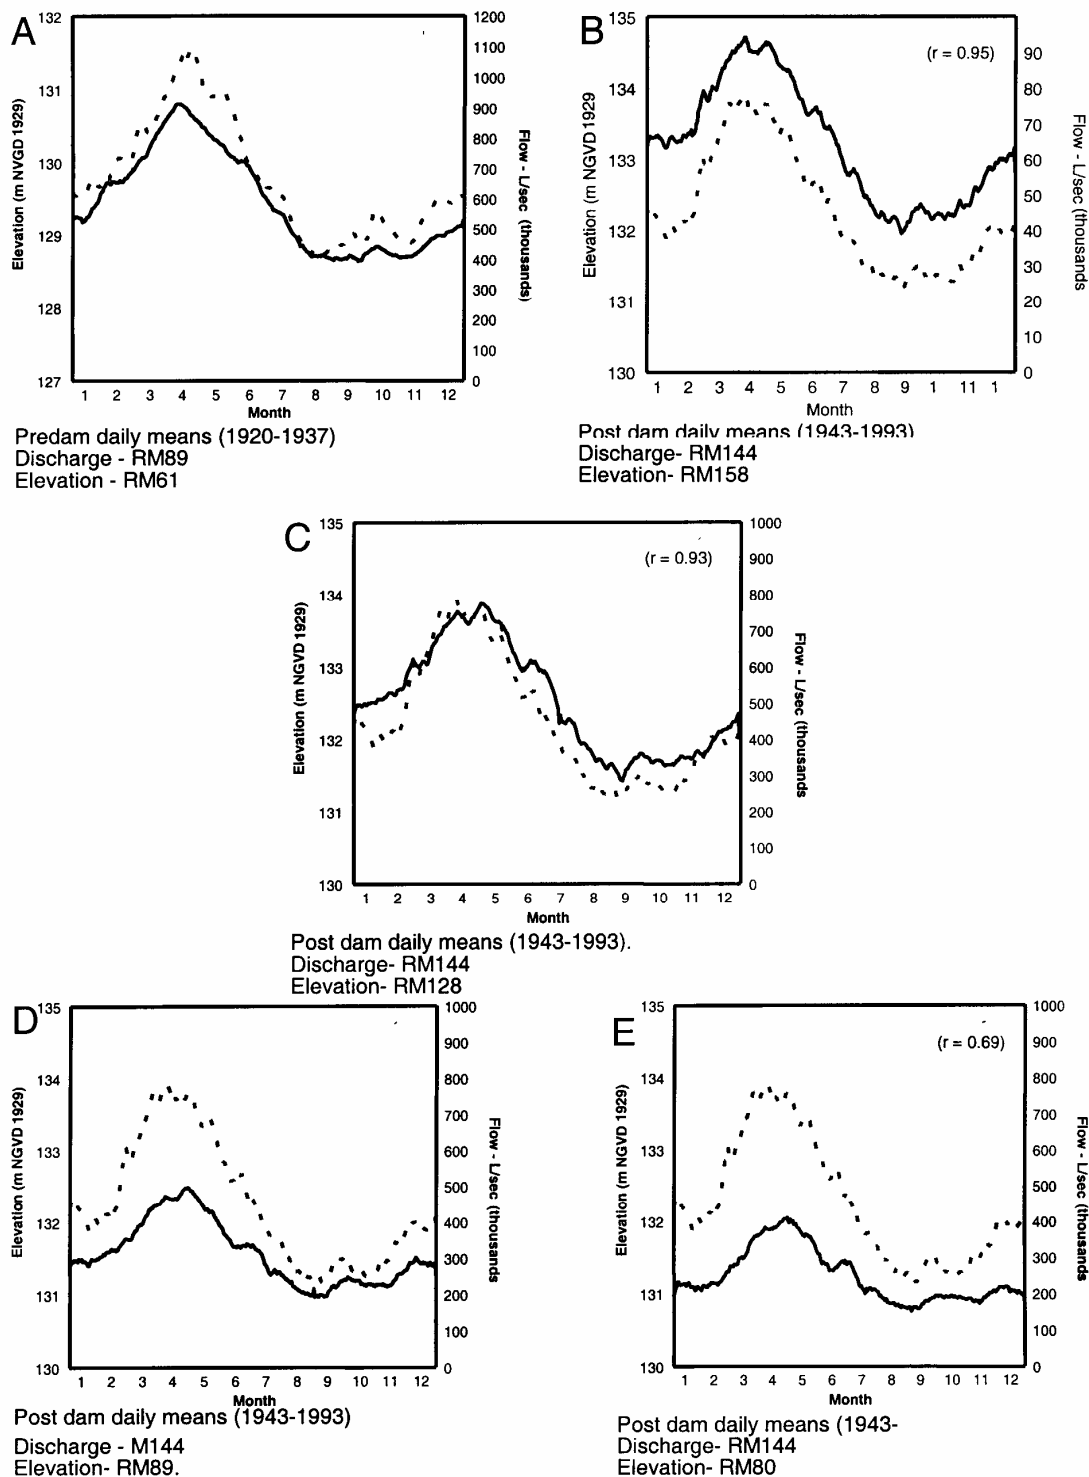 A
132
131
130
129
128
127
Elevation (m NVGD 1929
1200
1100
1000
900
800
700
600
500
400
300
200
100
0
Flow - L/sec (thousands)
1 2 3 4 5 6 7 8 9 10 11 12
Month
Predam daily means (1920-1937)
Discharge - RM89
Elevation - RM61
B
135
134
133
132
131
130
Elevation (m NGVD 1929
(r = 0.95)
90
80
70
60
50
40
30
20
10
0
Flow - L/sec (thousands
1 2 3 4 5 6 7 8 9 1 11 1
Month
Post dam daily means (1943-1993)
Discharge- RM144
Elevation- RM158
C
135
134
133
132
131
130
Elevation (m NGVD 1929)
(r = 0.93)
1000
900
800
700
600
500
400
300
200
100
0
Flow - L/sec (thousands
1 2 3 4 5 6 7 8 9 10 11 12
Month
Post dam daily means (1943-1993).
Discharge- RM144
Elevation- RM128
D
135
134
133
132
131
130
Elevation (m NGVD 1929)
1000
900
800
700
600
500
400
300
200
100
0
Flow - L/sec (thousands
1 2 3 4 5 6 7 8 9 10 11 12
Month
Post dam daily means (1943-1993)
Discharge - M144
Elevation- RM89.
E
135
134
133
132
131
130
Elevation (m NGVD 1929)
(r = 0.69)
1000
900
800
700
600
500
400
300
200
100
0
Flow - L/sec (thousands
1 2 3 4 5 6 7 8 9 10 11 12
Month
Post dam daily means (1943-
Discharge- RM144
Elevation- RM80